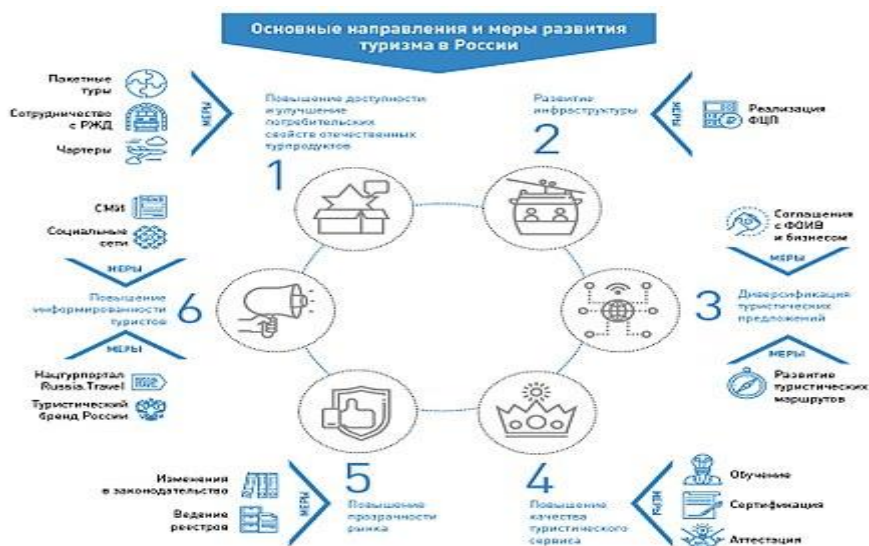 Основные направления и меры развития
туризма в России
Пакетные
туры
Сотрудничество
с РЖД
Чартеры
МЕРЫ
Повышение доступности
и улучшение
потребительских
свойств отечественных
турпродуктов
1
Развитие
инфраструктуры
2
МЕРЫ
Реализация
ФЦП
СМИ
Социальные
сети
МЕРЫ
Повышение
информированности
туристов
6
МЕРЫ
Нацтурпортал
Russia.Travel
Туристический
бренд России
Соглашения
с ФОИВ
и бизнесом
МЕРЫ
3
Диверсификация
туристических
предложений
МЕРЫ
Развитие
туристических
маршрутов
Изменения
в законодательство
Ведение
реестров
МЕРЫ
5
Повышение
прозрачности
рынка
4
Повышение
качества
туристического
сервиса
МЕРЫ
Обучение
Сертификация
Аттестация